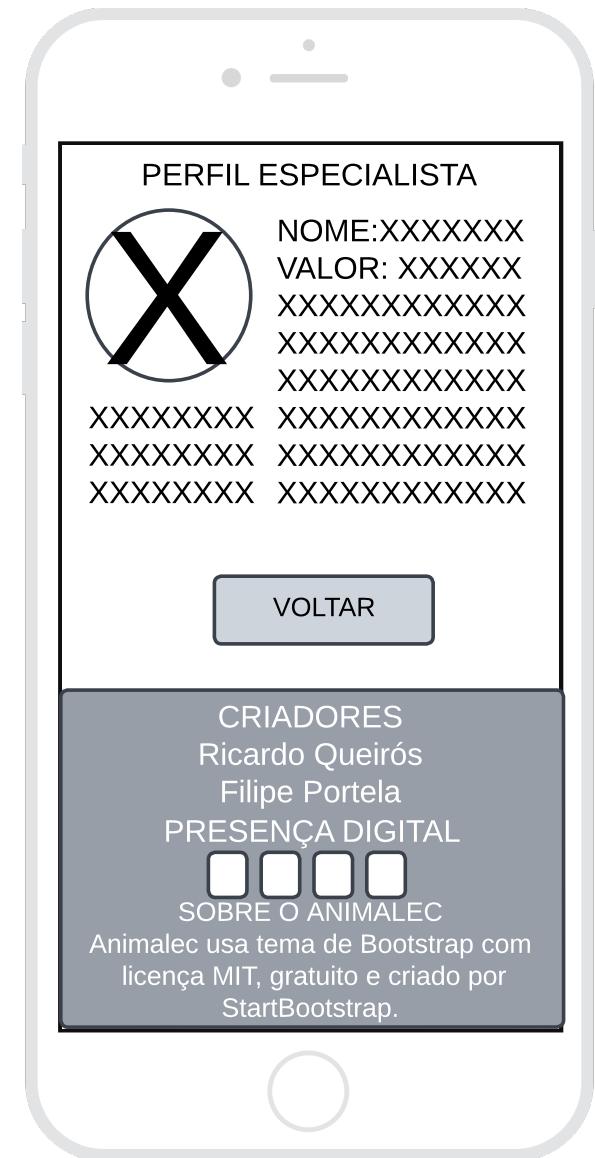 PERFIL ESPECIALISTA
X
NOME:XXXXXXX
VALOR: XXXXXX
XXXXXXXXXXXX
XXXXXXXXXXXX
XXXXXXXXXXXX
XXXXXXXXXXXX
XXXXXXXXXXXX
XXXXXXXXXXXX
XXXXXXXX
XXXXXXXX
XXXXXXXX
VOLTAR
CRIADORES
Ricardo Queirós
Filipe Portela
PRESENÇA DIGITAL
SOBRE O ANIMALEC
Animalec usa tema de Bootstrap com
licença MIT, gratuito e criado por
StartBootstrap.